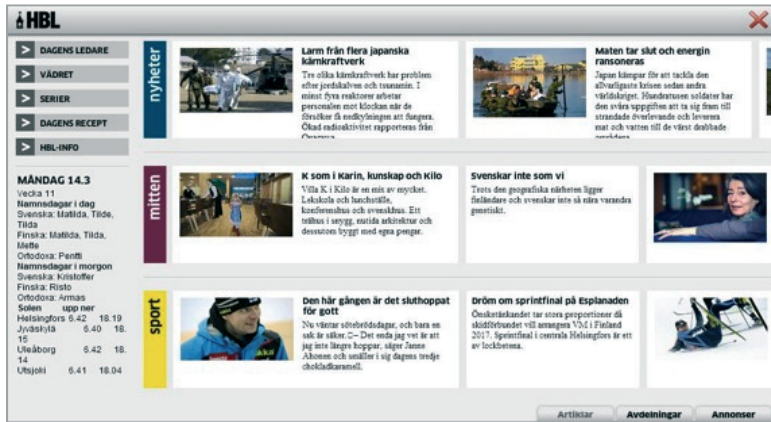 HBL
DAGENS LEDARE
VÄDRET
SERIER
DAGENS RECEPT
HBL-INFO
MÅNDAG 14.3
Vecka 11
Namnsdagar i dag
Svenska: Matilda, Tilde,
Tilda
Finska: Matilda, Tilda,
Mette
Ortodoxa: Pentti
Namnsdagar i morgon
Svenska: Kristoffer
Finska: Risto
Ortodoxa: Armas
Solen upp ner
Helsingfors 6.42 18.19
Jyväskylä 6.40 18.
15
Uleåborg 6.42 18.
14
Utsjoki 6.41 18.04
nyheter
Larm från flera japanska
kärnkraftverk
Tre olika kärnkraftverk har problem
efter jordskalven och tsunamin. I
minst fyra reaktorer arbetar
personalen mot klockan när de
försöker få nedkylningen att fungera.
Ökad radioaktivitet rapporteras från
Maten tar slut och energin
ransoneras
Japan kämpar för att tackla den
allvarligaste krisen sedan andra
världskriget. Hundratusen soldater har
den svåra uppgiften att ta sig fram till
strandade överlevande och leverera
mat och vatten till de värst drabbade
områdena
mitten
K som i Karin, kunskap och Kilo
Villa K i Kilo är en mix av mycket.
Lekskola och lunchställe,
konferenshus och svenskhus. Ett
trähus i snygg, nutida arkitektur och
dessutom byggt med egna pengar.
Svenskar inte som vi
Trots den geografiska närheten ligger
finländare och svenskar inte så nära varandra
genetiskt.
sport
Den här gången är det sluthoppat
för gott
Nu väntar sötebrödsdagar, och bara en
sak är säker. – Det enda jag vet är att
jag inte längre hoppar, säger Janne
Ahonen och smäller i sig dagens tredje
chokladkaramell.
Dröm om sprintfinal på Esplanaden
Önsketänkandet tar stora proportioner då
skidförbundet vill arrangera VM i Finland
2017. Sprintfinal i centrala Helsingfors är ett
av lockbetena.
Artiklar
Avdelningar
Annonser